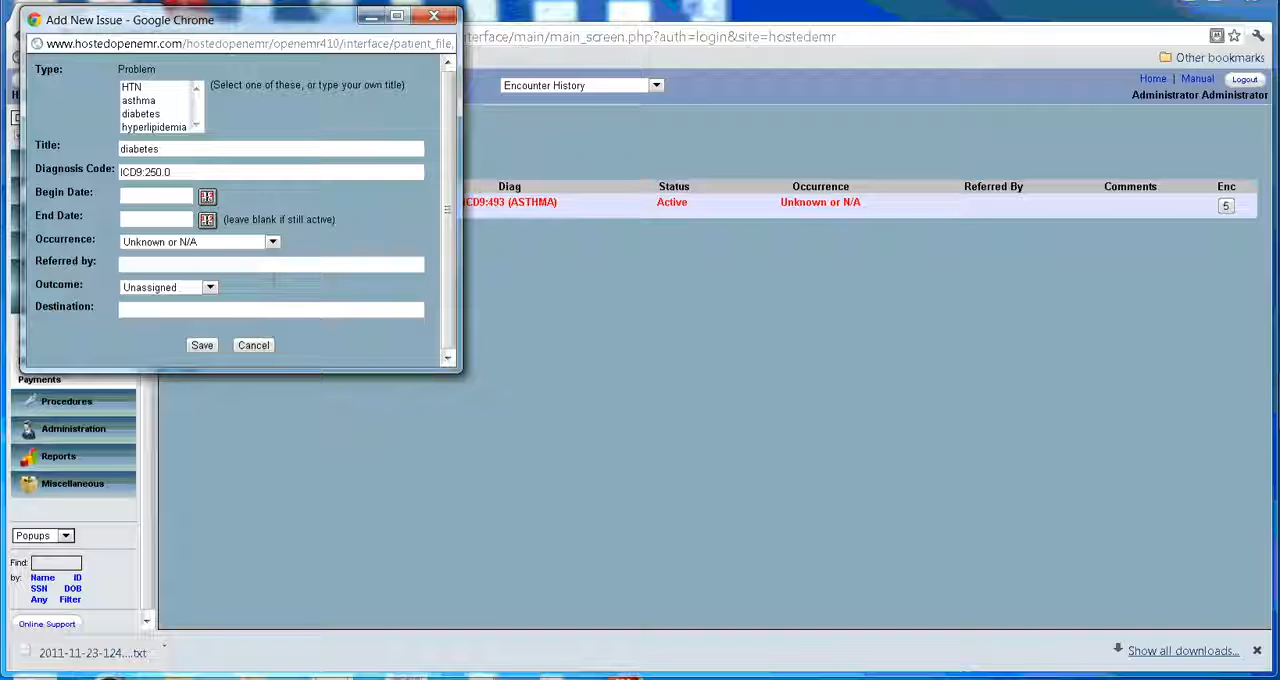 Add New Issue - Google Chrome
www.hostedopenemr.com/hostedopenemr/openemr410/interface/patient_file,
Type: Problem
HTN
asthma
diabetes
hyperlipidemia
(Select one of these, or type your own title)
Title: diabetes
Diagnosis Code: ICD9:250.0
Begin Date:
End Date: (leave blank if still active)
Occurrence: Unknown or N/A
Referred by:
Outcome: Unassigned
Destination:
Save Cancel
terface/main/main_screen.php?auth=login&site=hostedemr
Other bookmarks
Encounter History
Home | Manual Logout
Administrator Administrator
Diag Status Occurrence Referred By Comments Enc
ICD9:493 (ASTHMA) Active Unknown or N/A 5
Payments
Procedures
Administration
Reports
Miscellaneous
Popups
Find:
by: Name ID
SSN DOB
Any Filter
Online Support
2011-11-23-124....txt
Show all downloads...